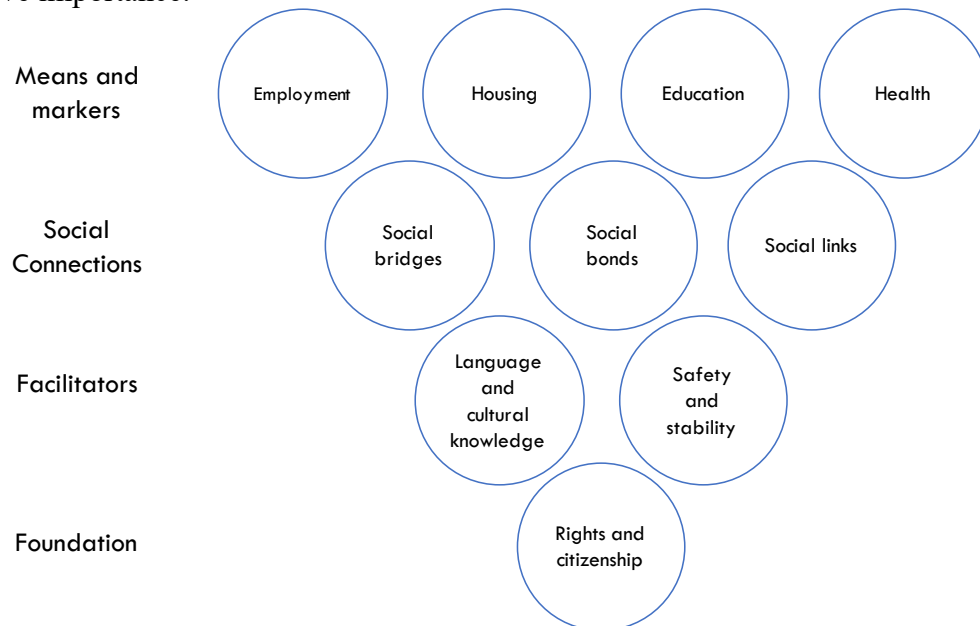 importance.
Means and
markers
Employment
Housing
Education
Health
Social
Connections
Social
bridges
Social
bonds
Social links
Facilitators
Language
and
cultural
knowledge
Safety
and
stability
Foundation
Rights and
citizenship